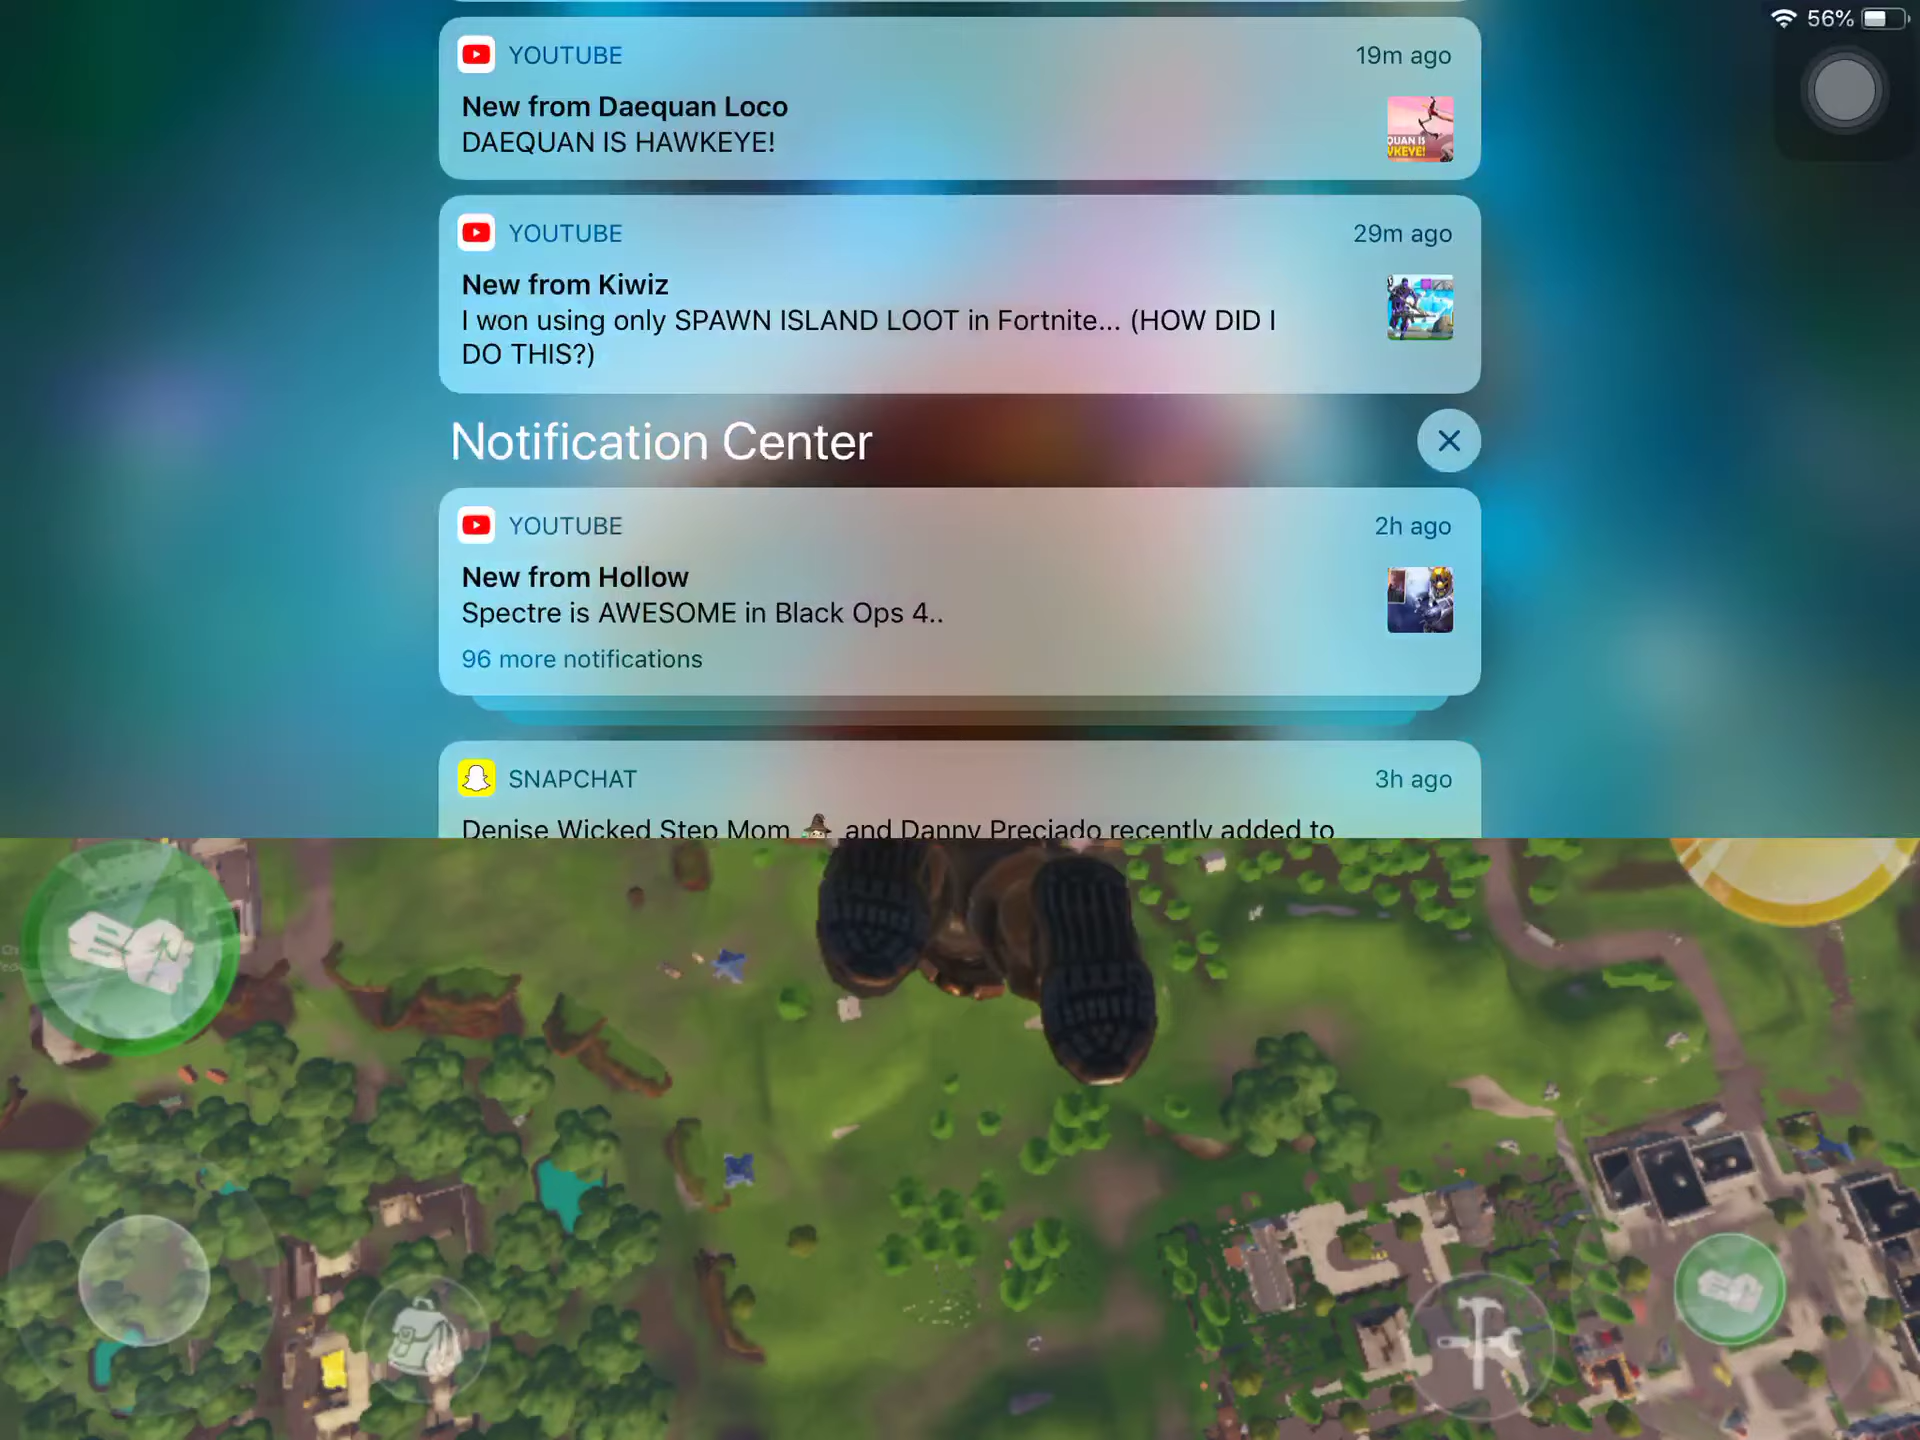 56%
YOUTUBE 19m ago
New from Daequan Loco
DAEQUAN IS HAWKEYE!
QUAN IS
WKEYE!
YOUTUBE 29m ago
New from Kiwiz
I won using only SPAWN ISLAND LOOT in Fortnite... (HOW DID I
DO THIS?)
Notification Center
YOUTUBE 2h ago
New from Hollow
Spectre is AWESOME in Black Ops 4..
96 more notifications
SNAPCHAT 3h ago
Denise Wicked Step Mom 🧙‍♀️ and Danny Preciado recently added to